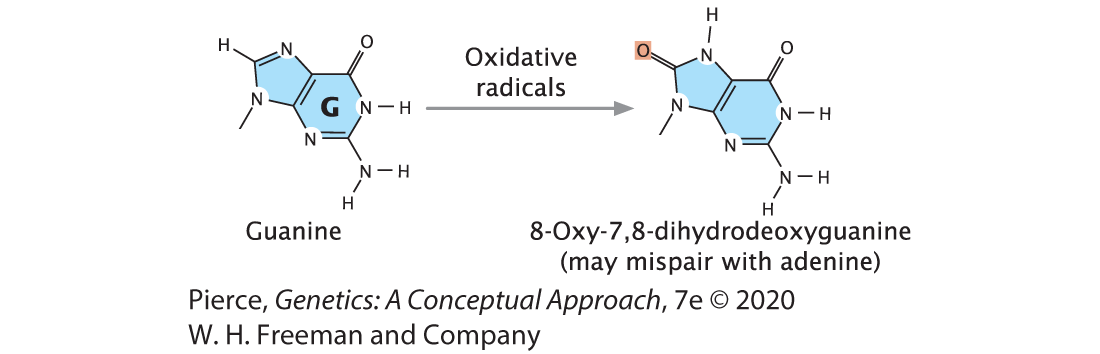 H
N
O
N
G
N
H
N
N
H
H
Guanine
Oxidative
radicals
H
O
N
O
N
N
H
N
N
H
H
8-Oxy-7,8-dihydrodeoxyguanine
(may mispair with adenine)
Pierce, Genetics: A Conceptual Approach, 7e © 2020
W. H. Freeman and Company